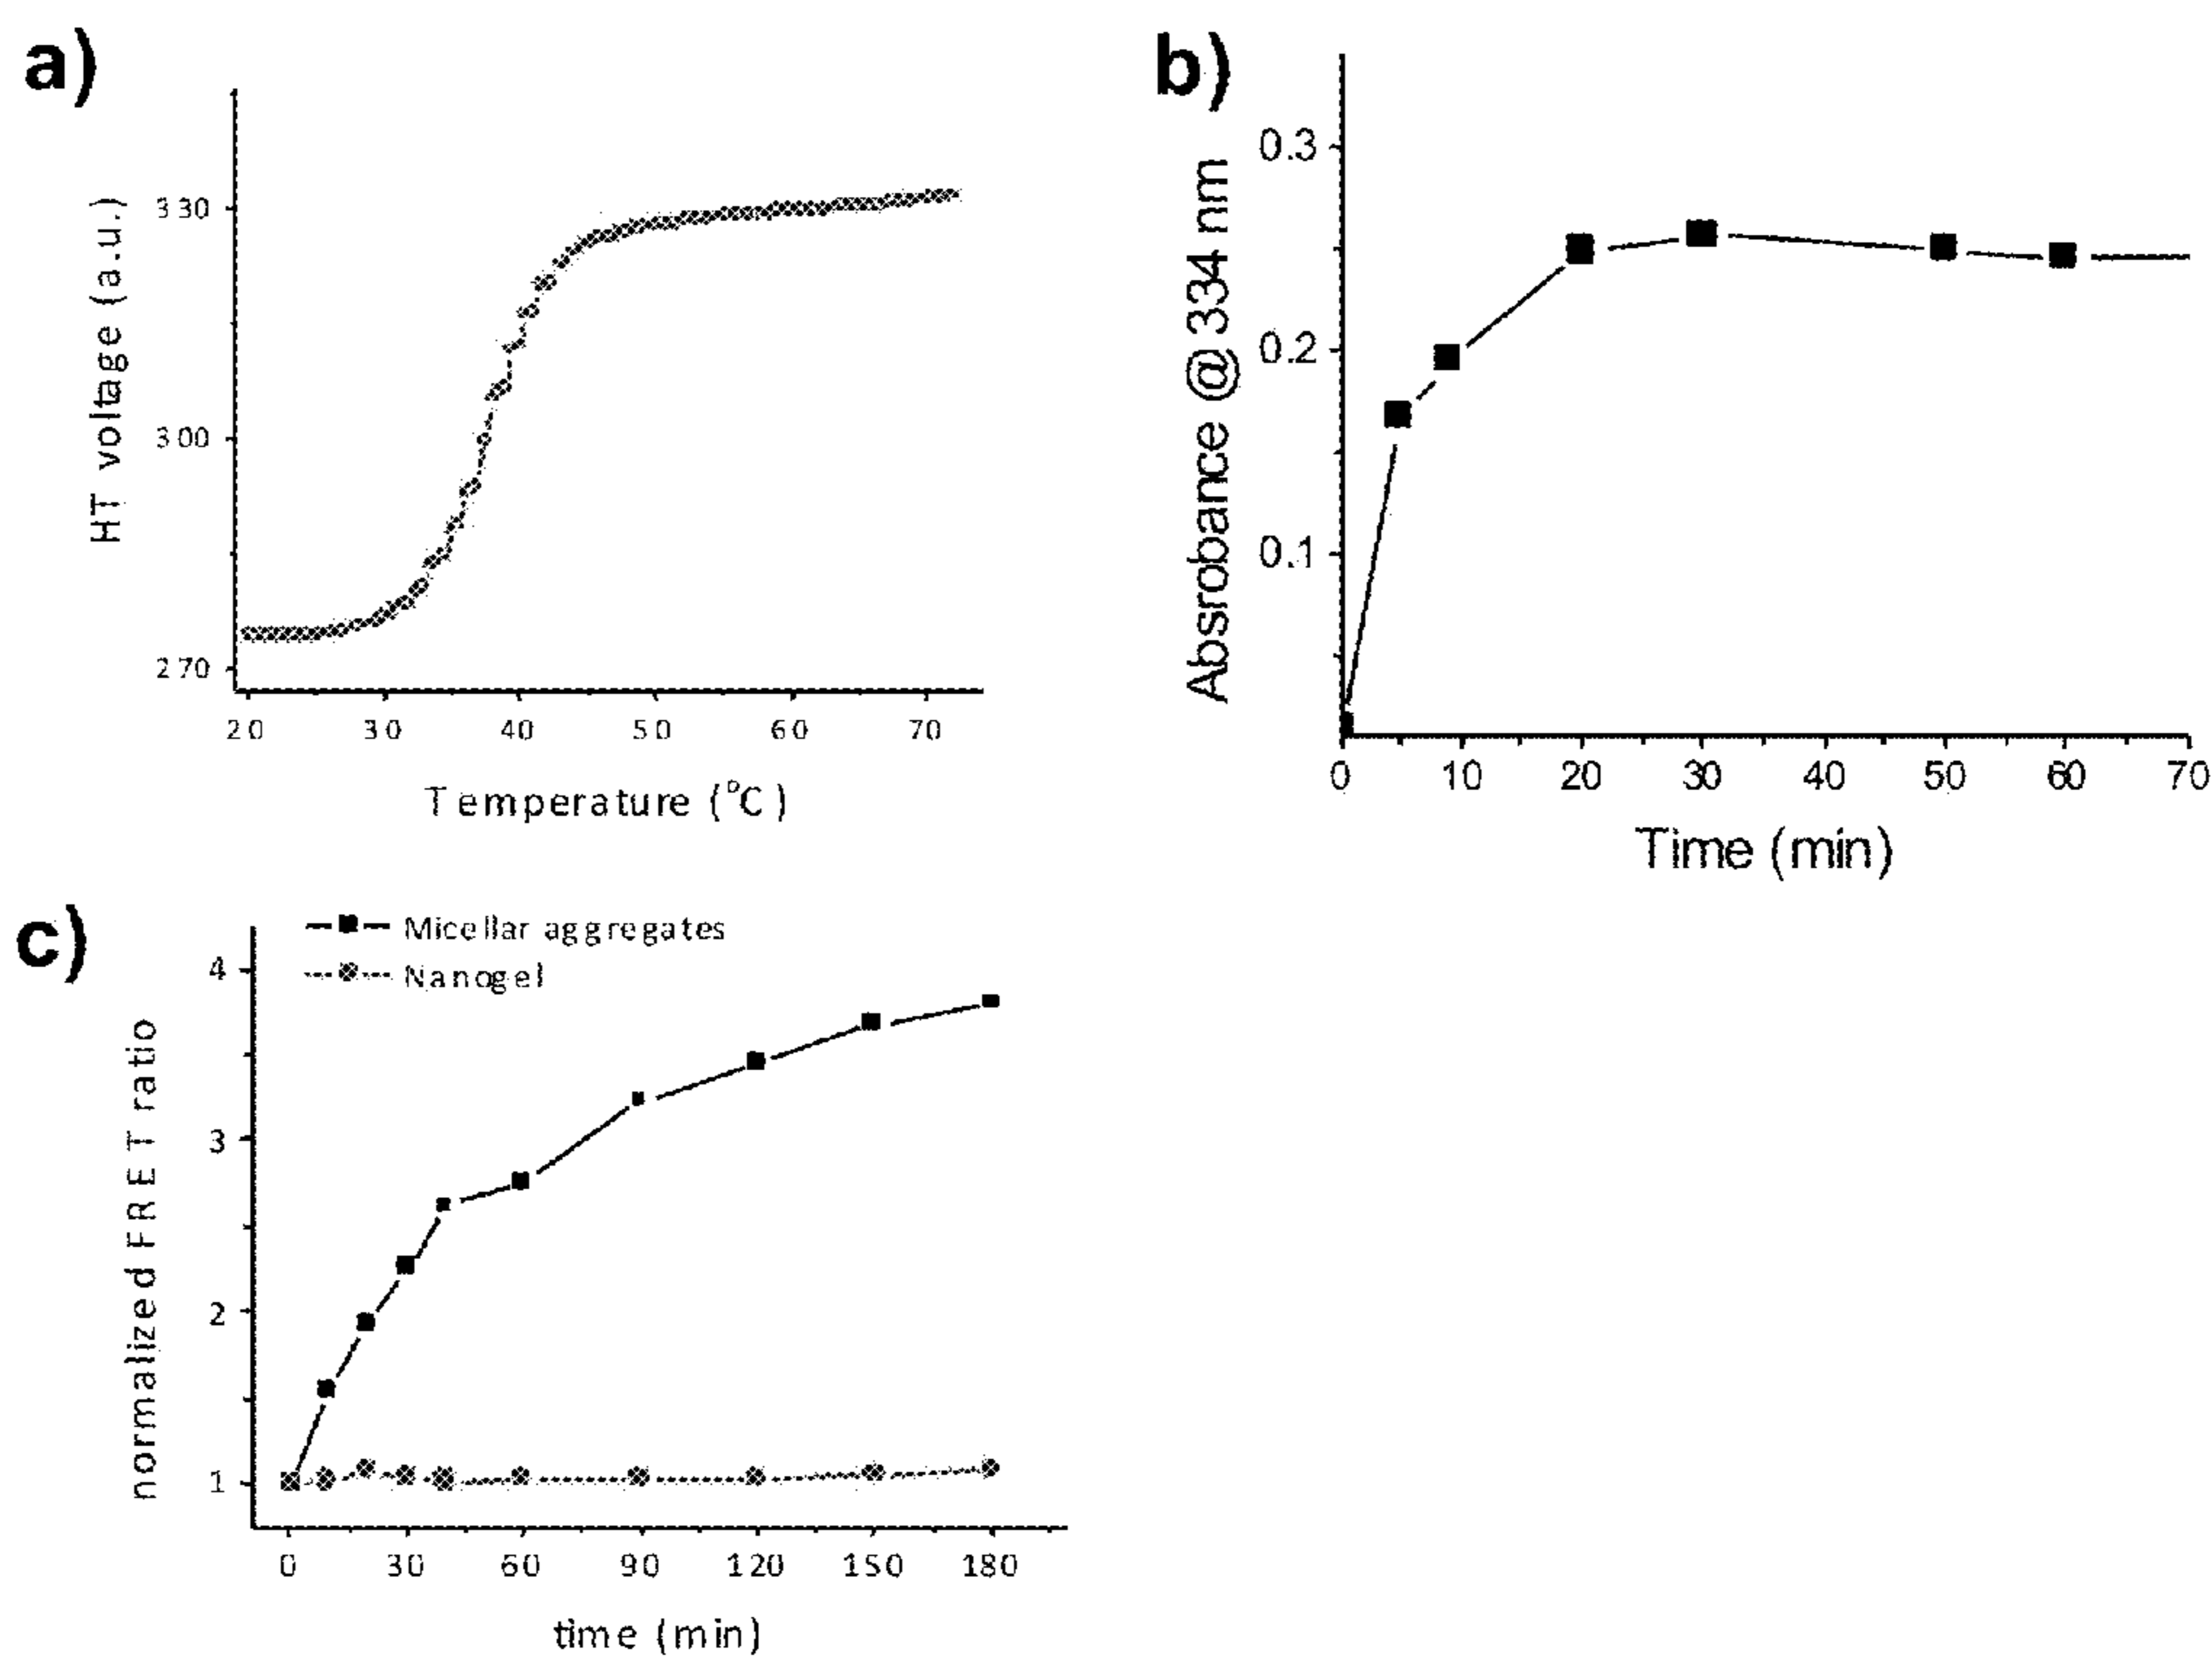 a)
HT voltage (a.u.)
330
300
270
20 30 40 50 60 70
Temperature (°C)
b)
Absrobance @ 334 nm
0.3
0.2
0.1
0 10 20 30 40 50 60 70
Time (min)
c)
Micellar aggregates
Nanogel
normalized FRET ratio
4
3
2
1
0 30 60 90 120 150 180
time (min)